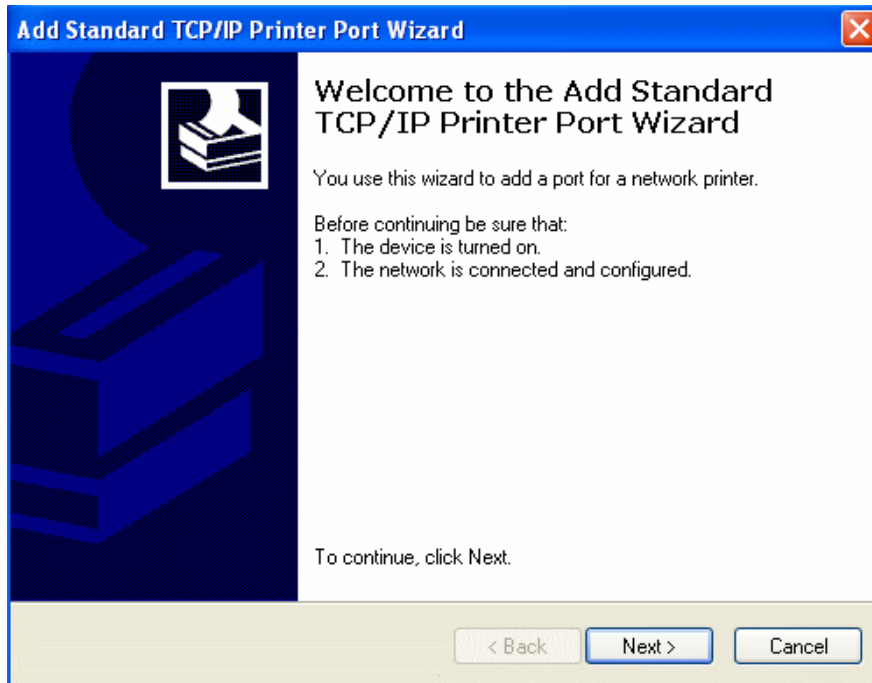 Add Standard TCP/IP Printer Port Wizard
Welcome to the Add Standard
TCP/IP Printer Port Wizard
You use this wizard to add a port for a network printer.
Before continuing be sure that:
1. The device is turned on.
2. The network is connected and configured.
To continue, click Next.
< Back
Next >
Cancel